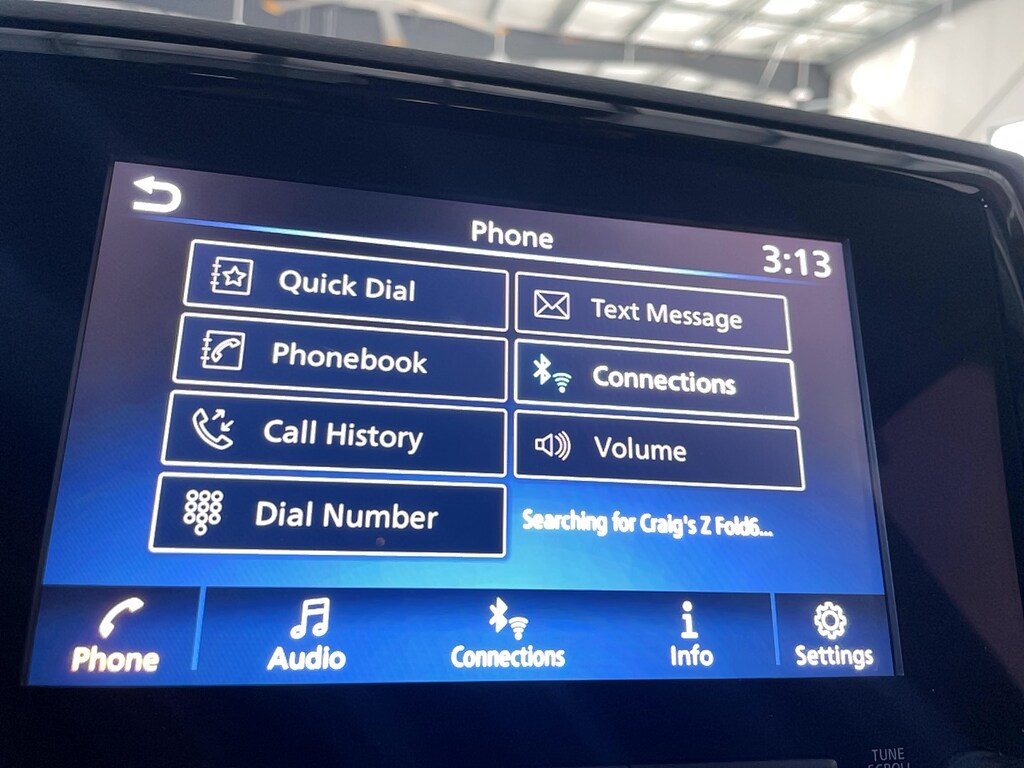 Phone
3:13
Quick Dial
Text Message
Phonebook
Connections
Call History
Volume
Dial Number
Searching for Craig's Z Fold6...
Phone
Audio
Connections
i
Info
Settings
TUNE
SCROLL